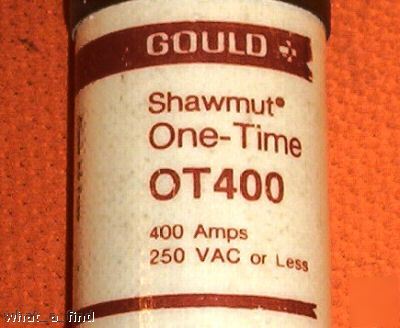 GOULD
Shawmut®
One-Time
OT400
400 Amps
250 VAC or Less
what a find